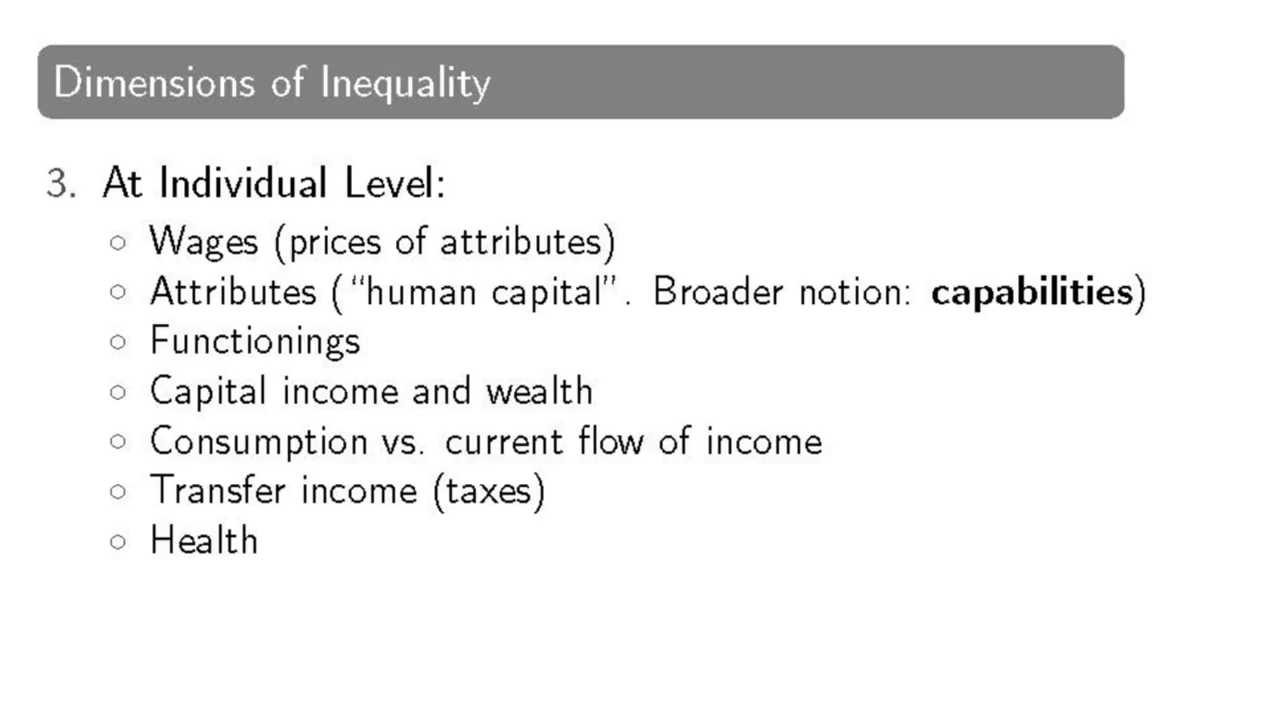 Dimensions of Inequality
3. At Individual Level:
○ Wages (prices of attributes)
○ Attributes (“human capital”. Broader notion: capabilities)
○ Functionings
○ Capital income and wealth
○ Consumption vs. current flow of income
○ Transfer income (taxes)
○ Health